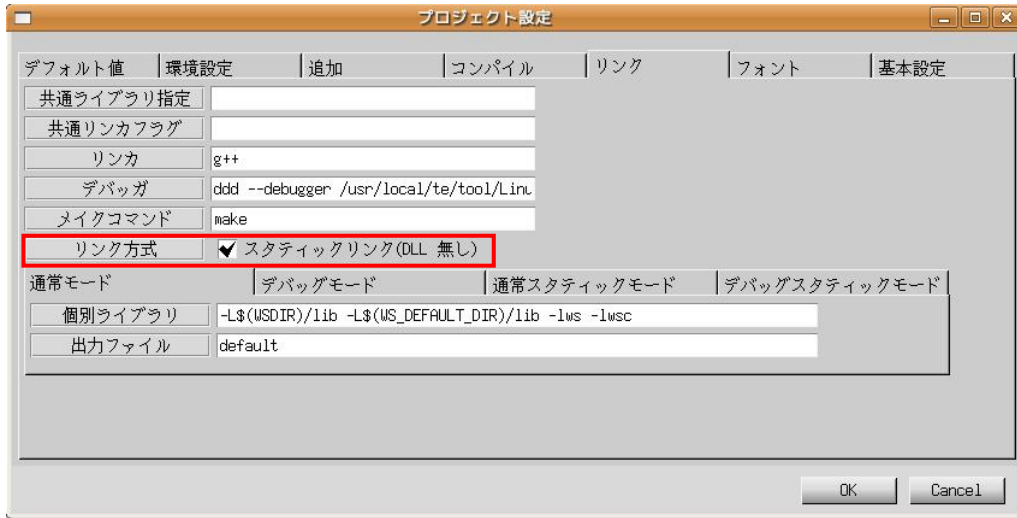 プロジェクト設定
デフォルト値 環境設定 追加 コンパイル リンク フォント 基本設定
共通ライブラリ指定
共通リンカフラグ
リンカ g++
デバッガ ddd --debugger /usr/local/te/tool/Linu
メイクコマンド make
リンク方式 スタティックリンク(DLL 無し)
通常モード デバッグモード 通常スタティックモード デバッグスタティックモード
個別ライブラリ -L$(WSDIR)/lib -L$(WS_DEFAULT_DIR)/lib -lws -lwsc
出力ファイル default
OK Cancel